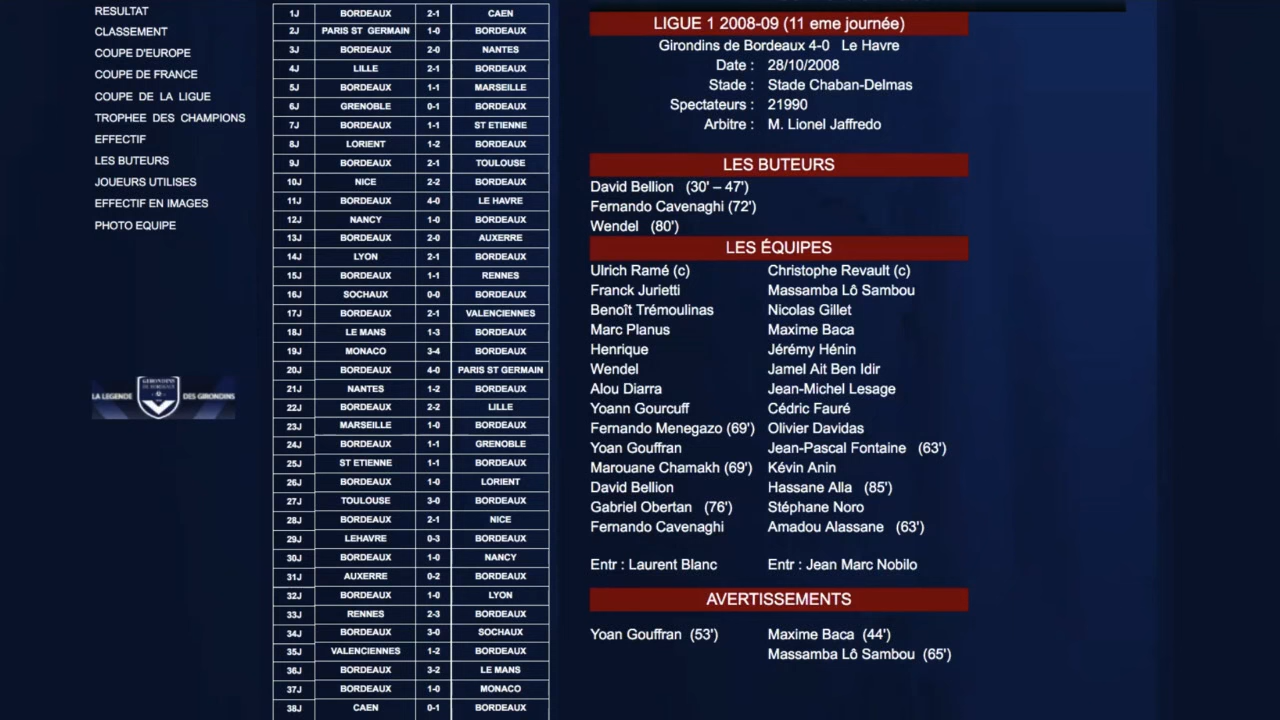 RESULTAT
CLASSEMENT
COUPE D'EUROPE
COUPE DE FRANCE
COUPE DE LA LIGUE
TROPHEE DES CHAMPIONS
EFFECTIF
LES BUTEURS
JOUEURS UTILISES
EFFECTIF EN IMAGES
PHOTO EQUIPE
LA LEGENDE GIRONDINS DES GIRONDINS
1J BORDEAUX 2-1 CAEN
2J PARIS ST GERMAIN 1-0 BORDEAUX
3J BORDEAUX 2-0 NANTES
4J LILLE 2-1 BORDEAUX
5J BORDEAUX 1-1 MARSEILLE
6J GRENOBLE 0-1 BORDEAUX
7J BORDEAUX 1-1 ST ETIENNE
8J LORIENT 1-2 BORDEAUX
9J BORDEAUX 2-1 TOULOUSE
10J NICE 2-2 BORDEAUX
11J BORDEAUX 4-0 LE HAVRE
12J NANCY 1-0 BORDEAUX
13J BORDEAUX 2-0 AUXERRE
14J LYON 2-1 BORDEAUX
15J BORDEAUX 1-1 RENNES
16J SOCHAUX 0-0 BORDEAUX
17J BORDEAUX 2-1 VALENCIENNES
18J LE MANS 1-3 BORDEAUX
19J MONACO 3-4 BORDEAUX
20J BORDEAUX 4-0 PARIS ST GERMAIN
21J NANTES 1-2 BORDEAUX
22J BORDEAUX 2-2 LILLE
23J MARSEILLE 1-0 BORDEAUX
24J BORDEAUX 1-1 GRENOBLE
25J ST ETIENNE 1-1 BORDEAUX
26J BORDEAUX 1-0 LORIENT
27J TOULOUSE 3-0 BORDEAUX
28J BORDEAUX 2-1 NICE
29J LEHAVRE 0-3 BORDEAUX
30J BORDEAUX 1-0 NANCY
31J AUXERRE 0-2 BORDEAUX
32J BORDEAUX 1-0 LYON
33J RENNES 2-3 BORDEAUX
34J BORDEAUX 3-0 SOCHAUX
35J VALENCIENNES 1-2 BORDEAUX
36J BORDEAUX 3-2 LE MANS
37J BORDEAUX 1-0 MONACO
38J CAEN 0-1 BORDEAUX
LIGUE 1 2008-09 (11 eme journée)
Girondins de Bordeaux 4-0 Le Havre
Date : 28/10/2008
Stade : Stade Chaban-Delmas
Spectateurs : 21990
Arbitre : M. Lionel Jaffredo
LES BUTEURS
David Bellion (30' – 47')
Fernando Cavenaghi (72')
Wendel (80')
LES ÉQUIPES
Ulrich Ramé (c) Christophe Revault (c)
Franck Jurietti Massamba Lô Sambou
Benoît Trémoulinas Nicolas Gillet
Marc Planus Maxime Baca
Henrique Jérémy Hénin
Wendel Jamel Ait Ben Idir
Alou Diarra Jean-Michel Lesage
Yoann Gourcuff Cédric Fauré
Fernando Menegazo (69') Olivier Davidas
Yoan Gouffran Jean-Pascal Fontaine (63')
Marouane Chamakh (69') Kévin Anin
David Bellion Hassane Alla (85')
Gabriel Obertan (76') Stéphane Noro
Fernando Cavenaghi Amadou Alassane (63')
Entr : Laurent Blanc Entr : Jean Marc Nobilo
AVERTISSEMENTS
Yoan Gouffran (53') Maxime Baca (44')
Massamba Lô Sambou (65')